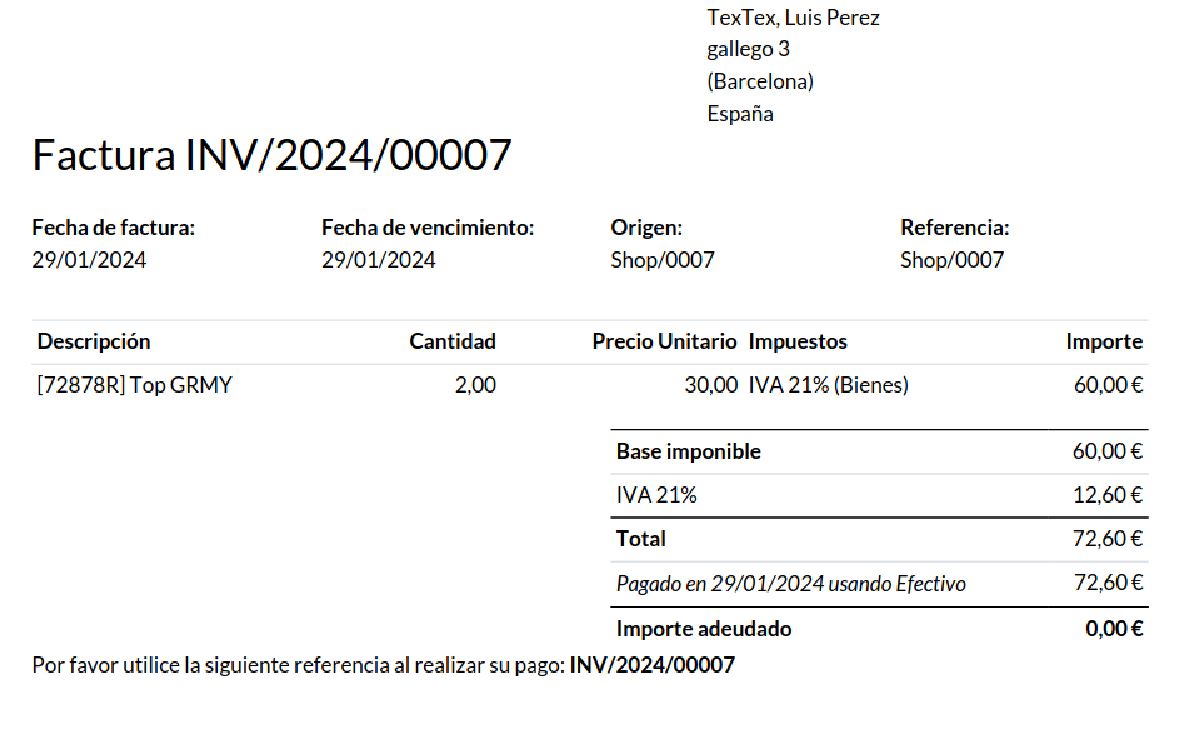 TexTex, Luis Perez
gallego 3
(Barcelona)
España
Factura INV/2024/00007
Fecha de factura: Fecha de vencimiento: Origen: Referencia:
29/01/2024 29/01/2024 Shop/0007 Shop/0007
Descripción Cantidad Precio Unitario Impuestos Importe
[72878R] Top GRMY 2,00 30,00 IVA 21% (Bienes) 60,00 €
Base imponible 60,00 €
IVA 21% 12,60 €
Total 72,60 €
Pagado en 29/01/2024 usando Efectivo 72,60 €
Importe adeudado 0,00 €
Por favor utilice la siguiente referencia al realizar su pago: INV/2024/00007